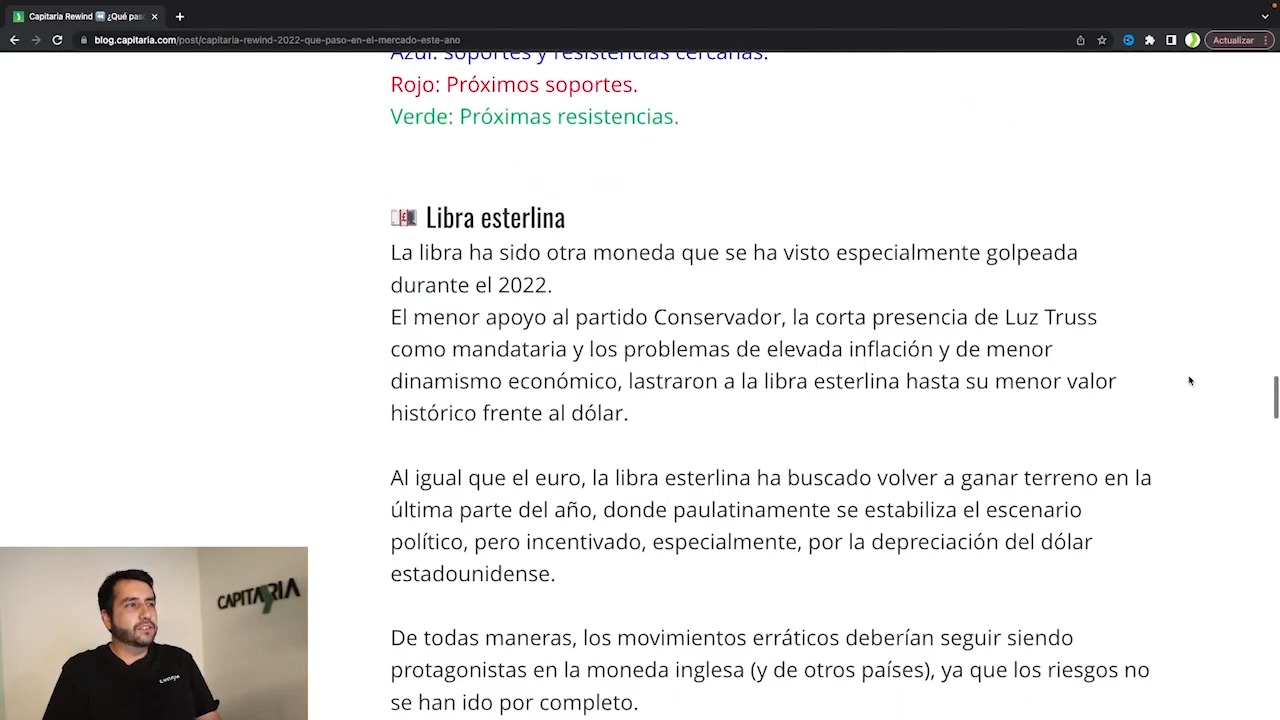 Capitaria Rewind ⏪ ¿Qué pas
blog.capitaria.com/post/capitaria-rewind-2022-que-paso-en-el-mercado-este-ano
Actualizar
Azul: soportes y resistencias cercanas.
Rojo: Próximos soportes.
Verde: Próximas resistencias.
💷 Libra esterlina
La libra ha sido otra moneda que se ha visto especialmente golpeada
durante el 2022.
El menor apoyo al partido Conservador, la corta presencia de Luz Truss
como mandataria y los problemas de elevada inflación y de menor
dinamismo económico, lastraron a la libra esterlina hasta su menor valor
histórico frente al dólar.
Al igual que el euro, la libra esterlina ha buscado volver a ganar terreno en la
última parte del año, donde paulatinamente se estabiliza el escenario
político, pero incentivado, especialmente, por la depreciación del dólar
estadounidense.
De todas maneras, los movimientos erráticos deberían seguir siendo
protagonistas en la moneda inglesa (y de otros países), ya que los riesgos no
se han ido por completo.
CAPITARIA